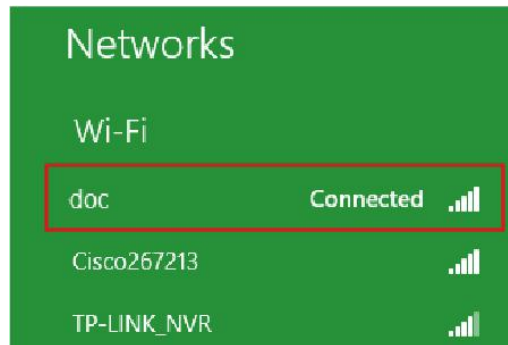 Networks
Wi-Fi
doc Connected
Cisco267213
TP-LINK_NVR